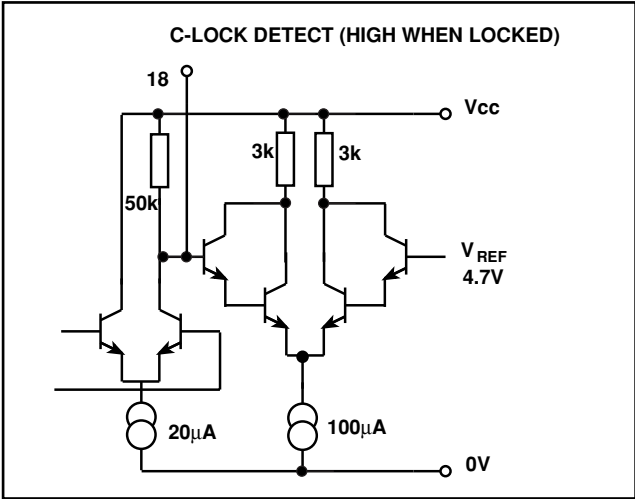 C-LOCK DETECT (HIGH WHEN LOCKED)
18
Vcc
3k
3k
50k
VREF
4.7V
20μA
100μA
0V